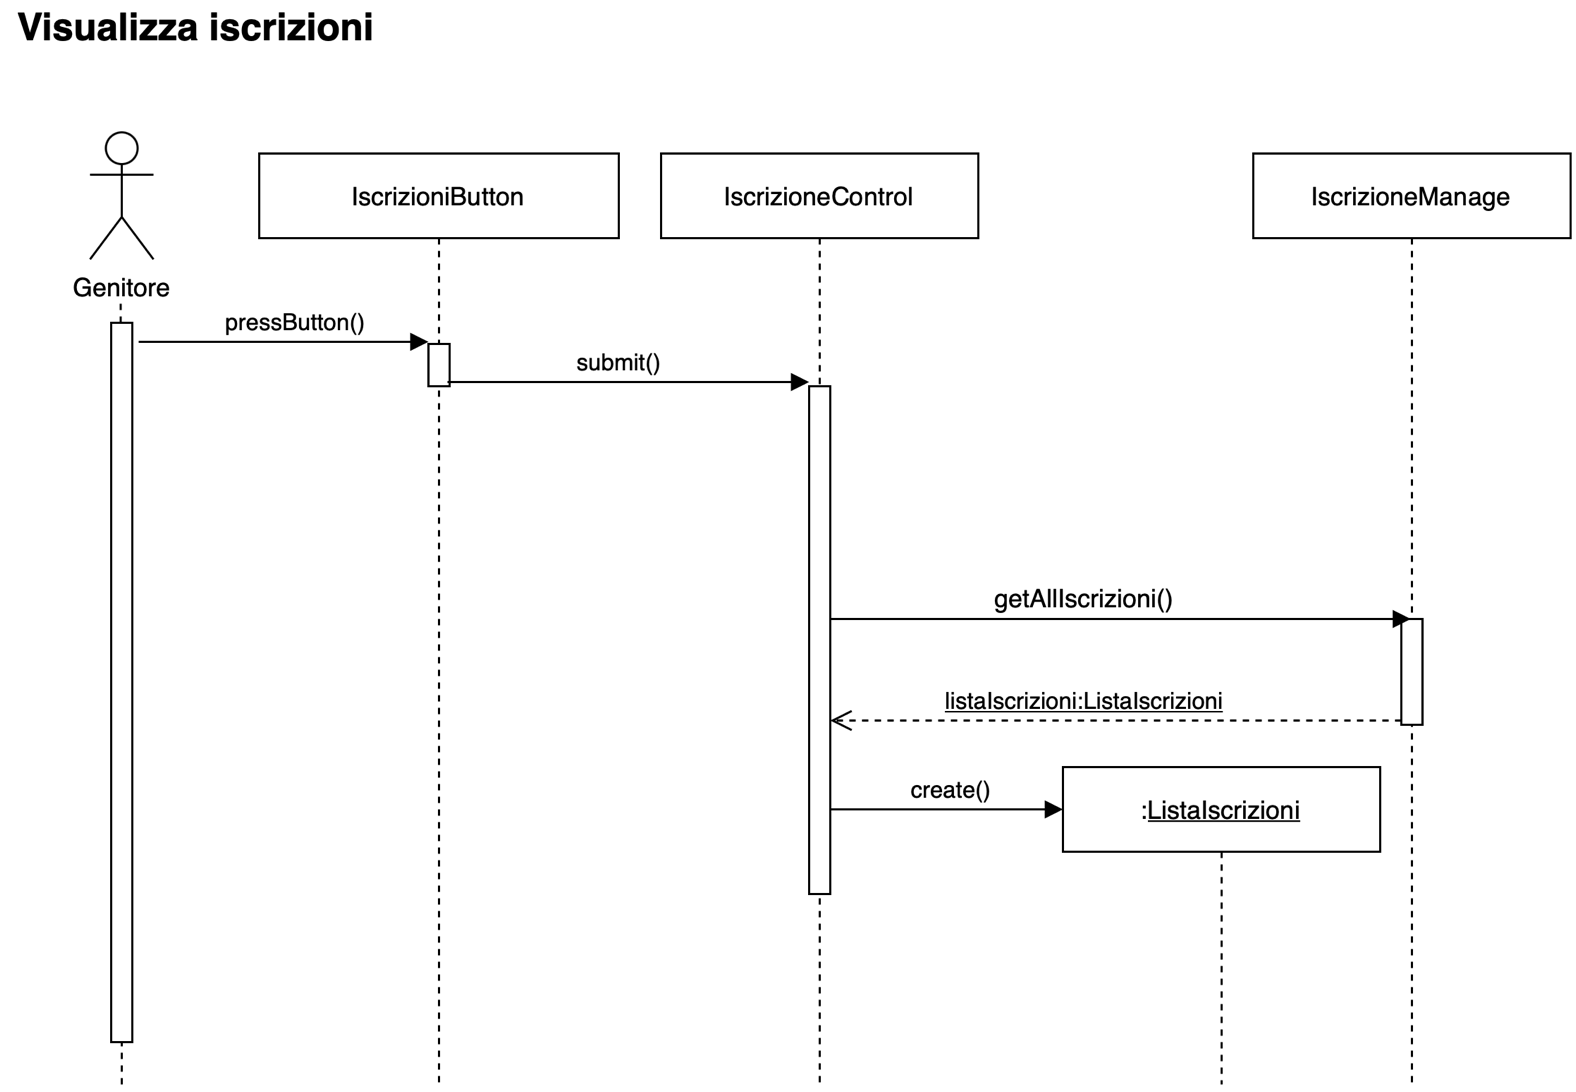 Visualizza iscrizioni
IscrizioniButton
IscrizioneControl
IscrizioneManage
Genitore
pressButton()
submit()
getAllIscrizioni()
listaIscrizioni:ListaIscrizioni
create()
:ListaIscrizioni